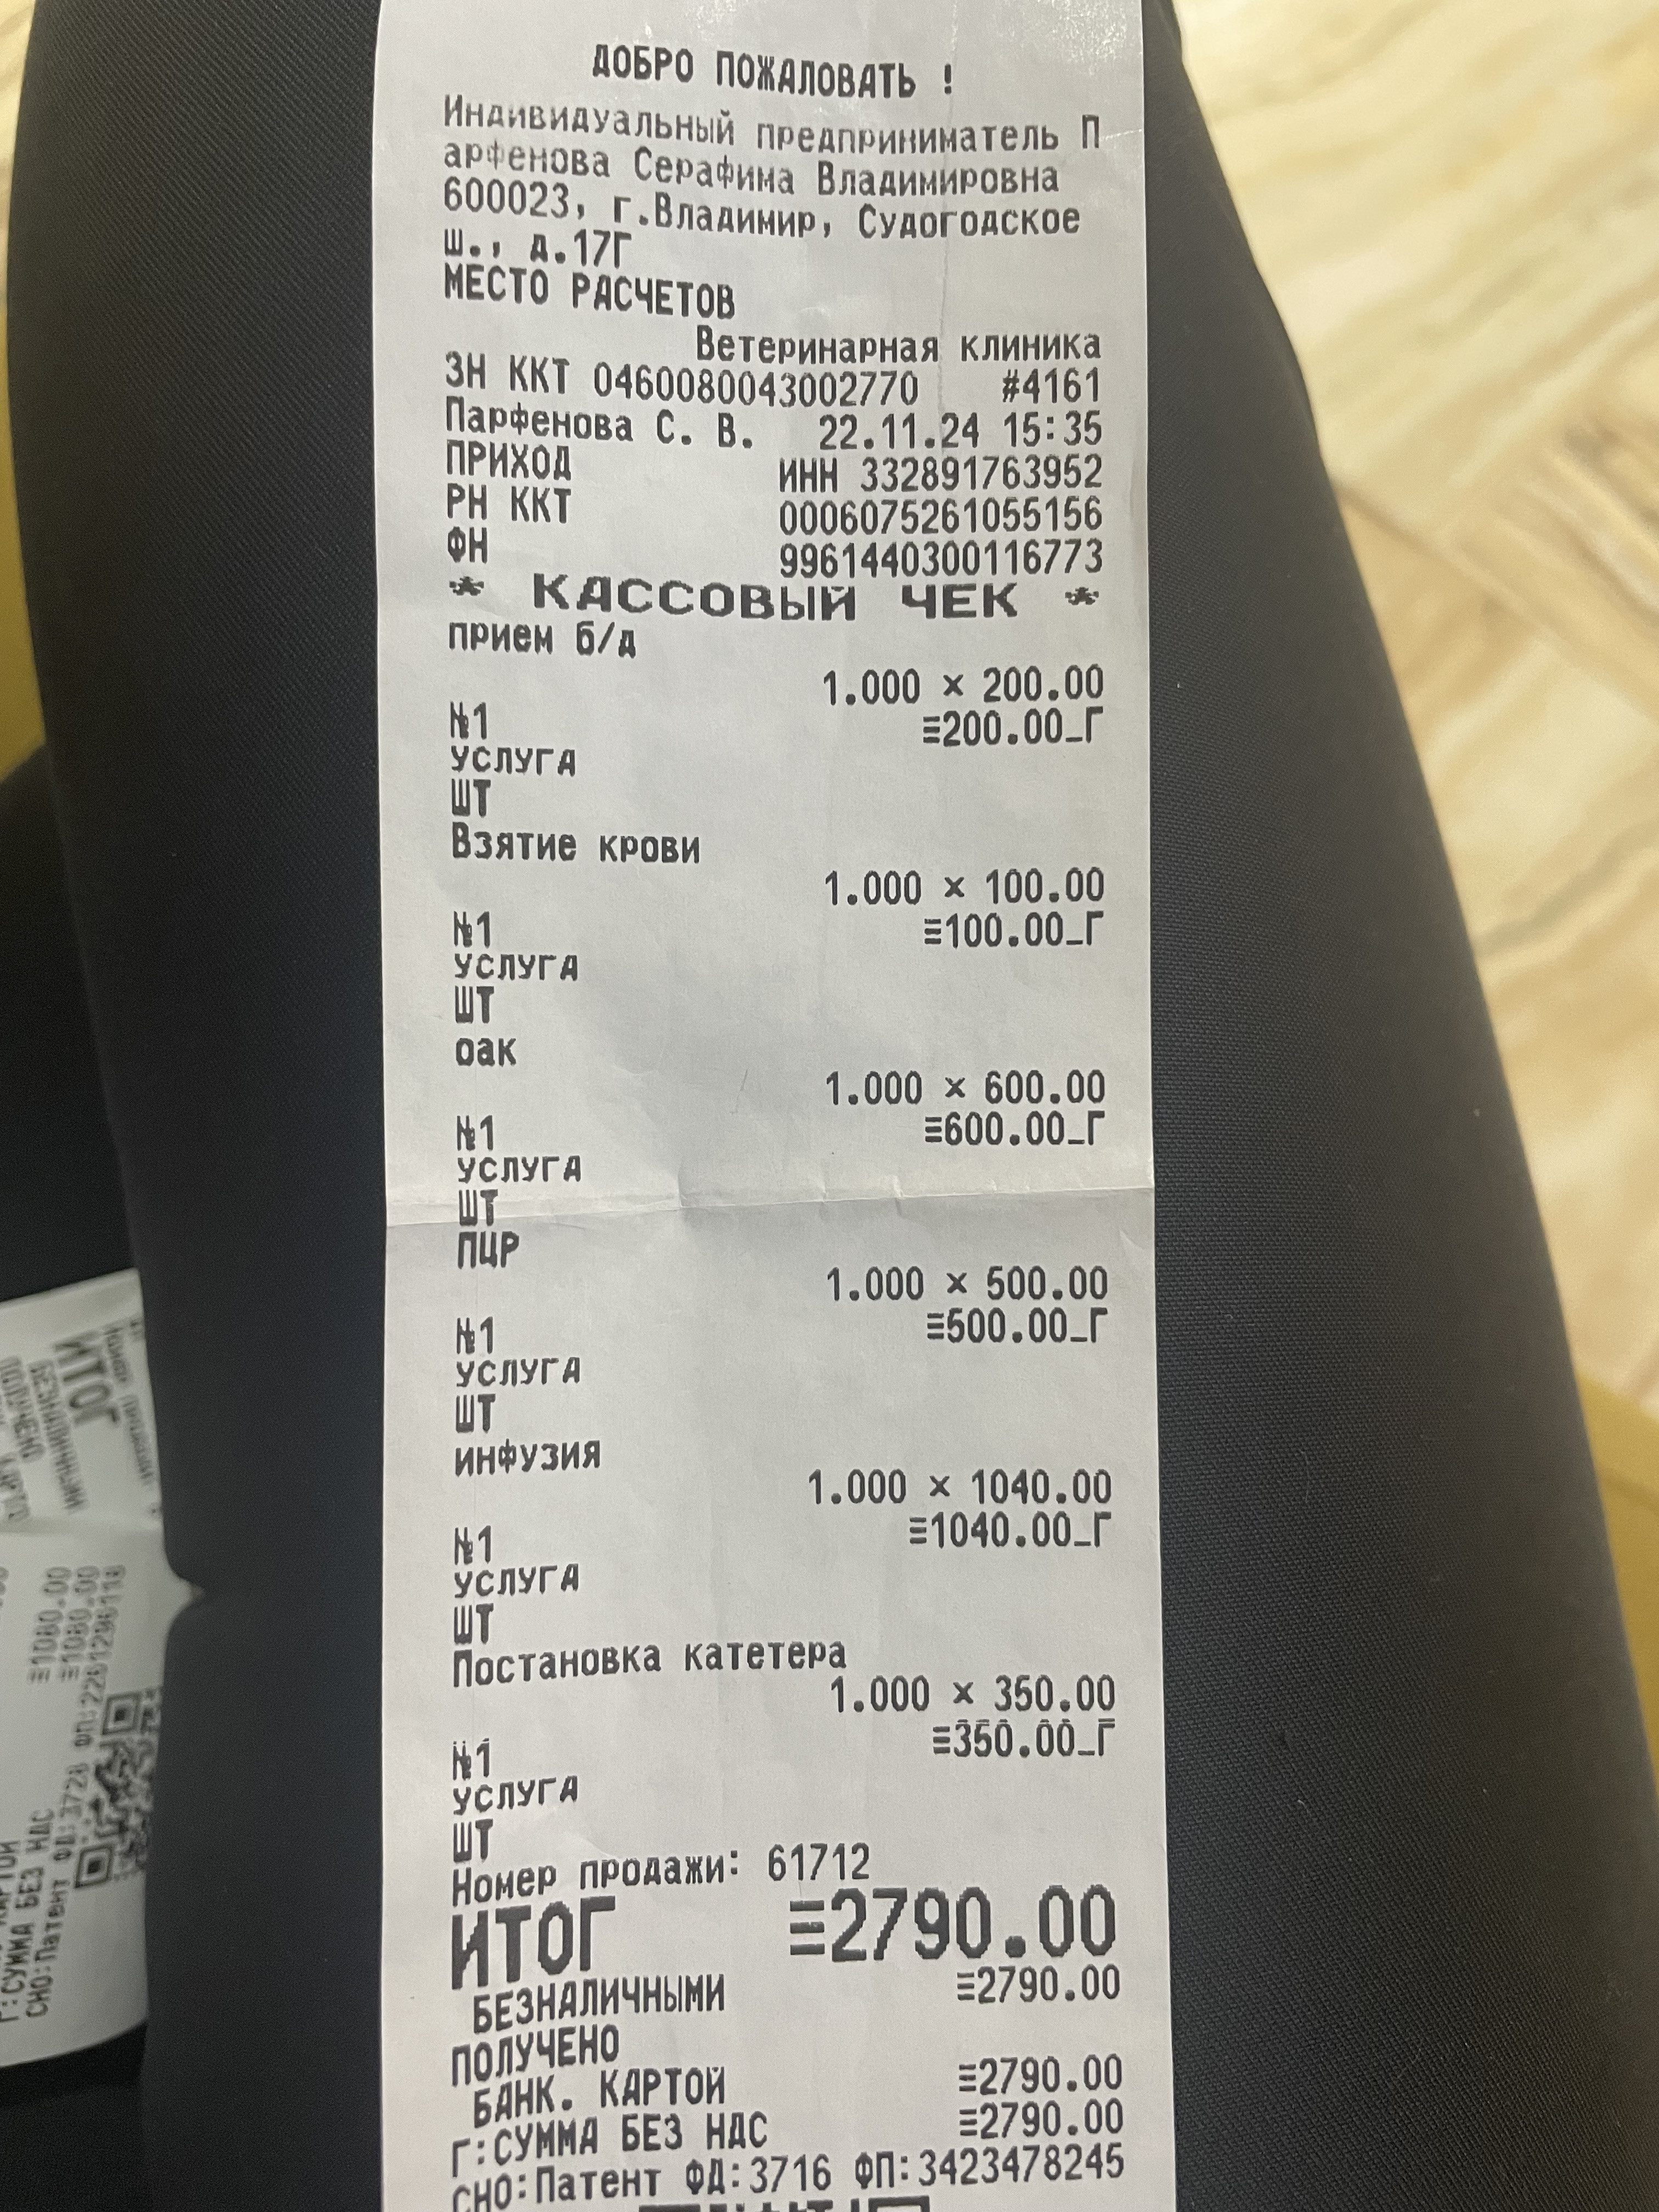 ДОБРО ПОЖАЛОВАТЬ !
Индивидуальный предприниматель П
арфенова Серафима Владимировна
600023, г.Владимир, Судогодское
ш., д.17Г
МЕСТО РАСЧЕТОВ
Ветеринарная клиника
ЗН ККТ 0460080043002770 #4161
Парфенова С. В. 22.11.24 15:35
ПРИХОД ИНН 332891763952
РН ККТ 0006075261055156
ФН 9961440300116773
* КАССОВЫЙ ЧЕК *
прием б/д
1.000 × 200.00
№1 ≡200.00_Г
УСЛУГА
ШТ
Взятие крови
1.000 × 100.00
№1 ≡100.00_Г
УСЛУГА
ШТ
оак
1.000 × 600.00
№1 ≡600.00_Г
УСЛУГА
ШТ
ПЦР
1.000 × 500.00
№1 ≡500.00_Г
УСЛУГА
ШТ
ИНФУЗИЯ
1.000 × 1040.00
№1 ≡1040.00_Г
УСЛУГА
ШТ
Постановка катетера
1.000 × 350.00
№1 ≡350.00_Г
УСЛУГА
ШТ
Номер продажи: 61712
ИТОГ ≡2790.00
БЕЗНАЛИЧНЫМИ ≡2790.00
ПОЛУЧЕНО
БАНК. КАРТОЙ ≡2790.00
Г:СУММА БЕЗ НДС ≡2790.00
СНО:Патент ФД:3716 ФП:3423478245
ИТОГ
БЕЗНАЛИЧНЫМИ
ПОЛУЧЕНО
≡1080.00
≡1080.00
Г:СУММА БЕЗ НДС
СНО:Патент ФД:3728 ФП:2281296118